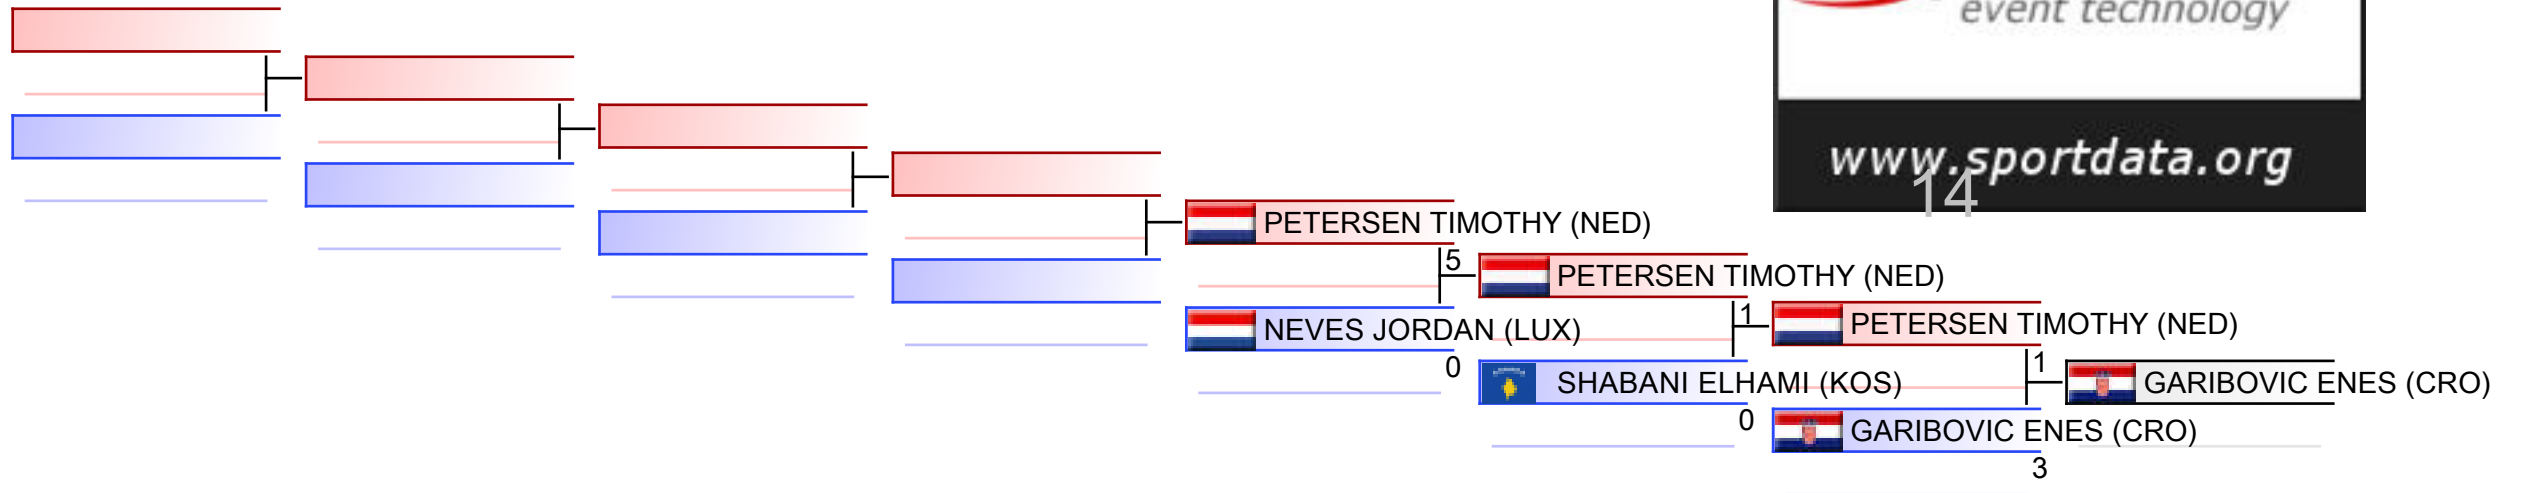 event technology
www.sportdata.org
14
PETERSEN TIMOTHY (NED)
5
PETERSEN TIMOTHY (NED)
NEVES JORDAN (LUX)
0
1
PETERSEN TIMOTHY (NED)
SHABANI ELHAMI (KOS)
0
1
GARIBOVIC ENES (CRO)
GARIBOVIC ENES (CRO)
3